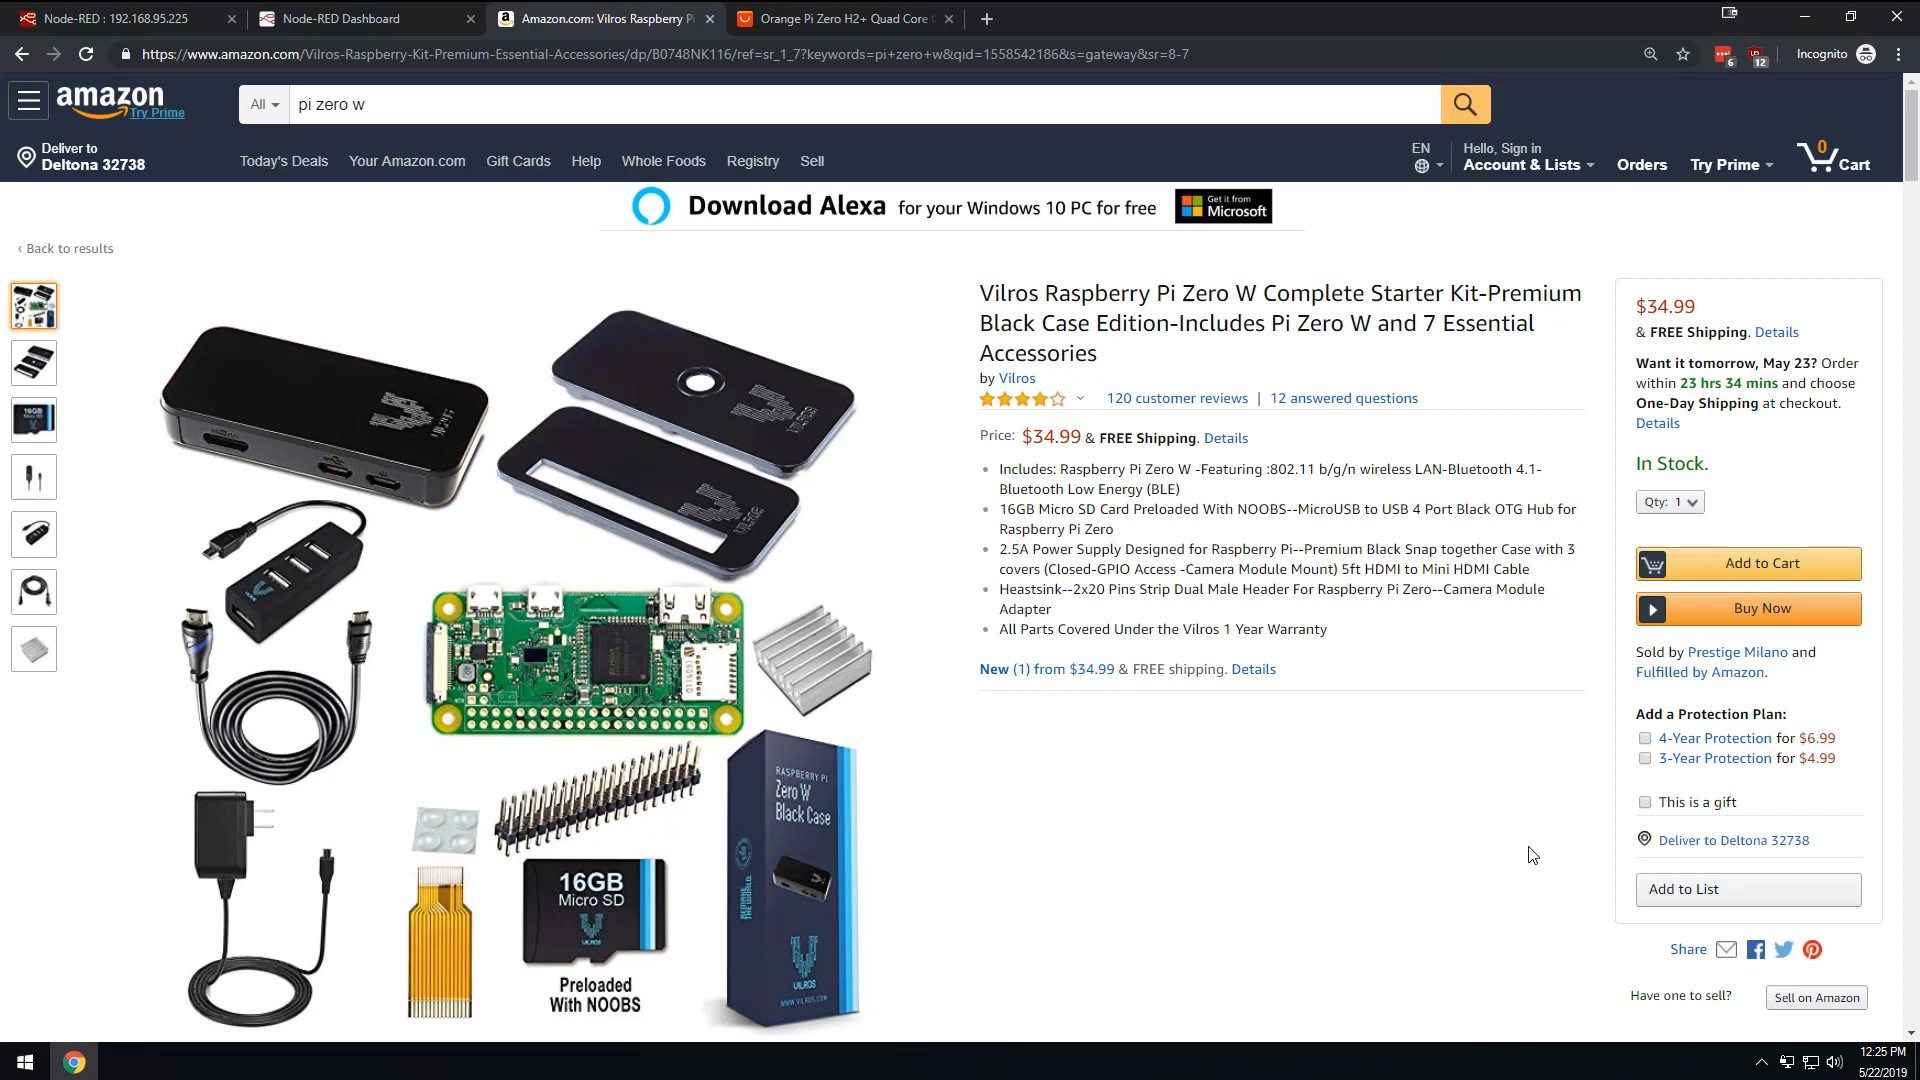 Node-RED : 192.168.95.225
Node-RED Dashboard
Amazon.com: Vilros Raspberry Pi
Orange Pi Zero H2+ Quad Core
https://www.amazon.com/Vilros-Raspberry-Kit-Premium-Essential-Accessories/dp/B0748NK116/ref=sr_1_7?keywords=pi+zero+w&qid=1558542186&s=gateway&sr=8-7
6
12
Incognito
amazon
Try Prime
All
pi zero w
Deliver to
Deltona 32738
Today's Deals
Your Amazon.com
Gift Cards
Help
Whole Foods
Registry
Sell
EN
Hello, Sign in
Account & Lists
Orders
Try Prime
0
Cart
Download Alexa for your Windows 10 PC for free
Get it from
Microsoft
‹ Back to results
Vilros Raspberry Pi Zero W Complete Starter Kit-Premium
Black Case Edition-Includes Pi Zero W and 7 Essential
Accessories
by Vilros
120 customer reviews | 12 answered questions
Price: $34.99 & FREE Shipping. Details
Includes: Raspberry Pi Zero W -Featuring :802.11 b/g/n wireless LAN-Bluetooth 4.1-
Bluetooth Low Energy (BLE)
16GB Micro SD Card Preloaded With NOOBS--MicroUSB to USB 4 Port Black OTG Hub for
Raspberry Pi Zero
2.5A Power Supply Designed for Raspberry Pi--Premium Black Snap together Case with 3
covers (Closed-GPIO Access -Camera Module Mount) 5ft HDMI to Mini HDMI Cable
Heastsink--2x20 Pins Strip Dual Male Header For Raspberry Pi Zero--Camera Module
Adapter
All Parts Covered Under the Vilros 1 Year Warranty
New (1) from $34.99 & FREE shipping. Details
$34.99
& FREE Shipping. Details
Want it tomorrow, May 23? Order
within 23 hrs 34 mins and choose
One-Day Shipping at checkout.
Details
In Stock.
Qty: 1
Add to Cart
Buy Now
Sold by Prestige Milano and
Fulfilled by Amazon.
Add a Protection Plan:
4-Year Protection for $6.99
3-Year Protection for $4.99
This is a gift
Deliver to Deltona 32738
Add to List
Share
Have one to sell?
Sell on Amazon
VILROS
VILROS
VILROS
RASPBERRY PI
Zero W
Black Case
REMAKE THE WORLD.
VILROS
WWW.VILROS.COM
16GB
Micro SD
VILROS
Preloaded
With NOOBS
16GB
12:25 PM
5/22/2019